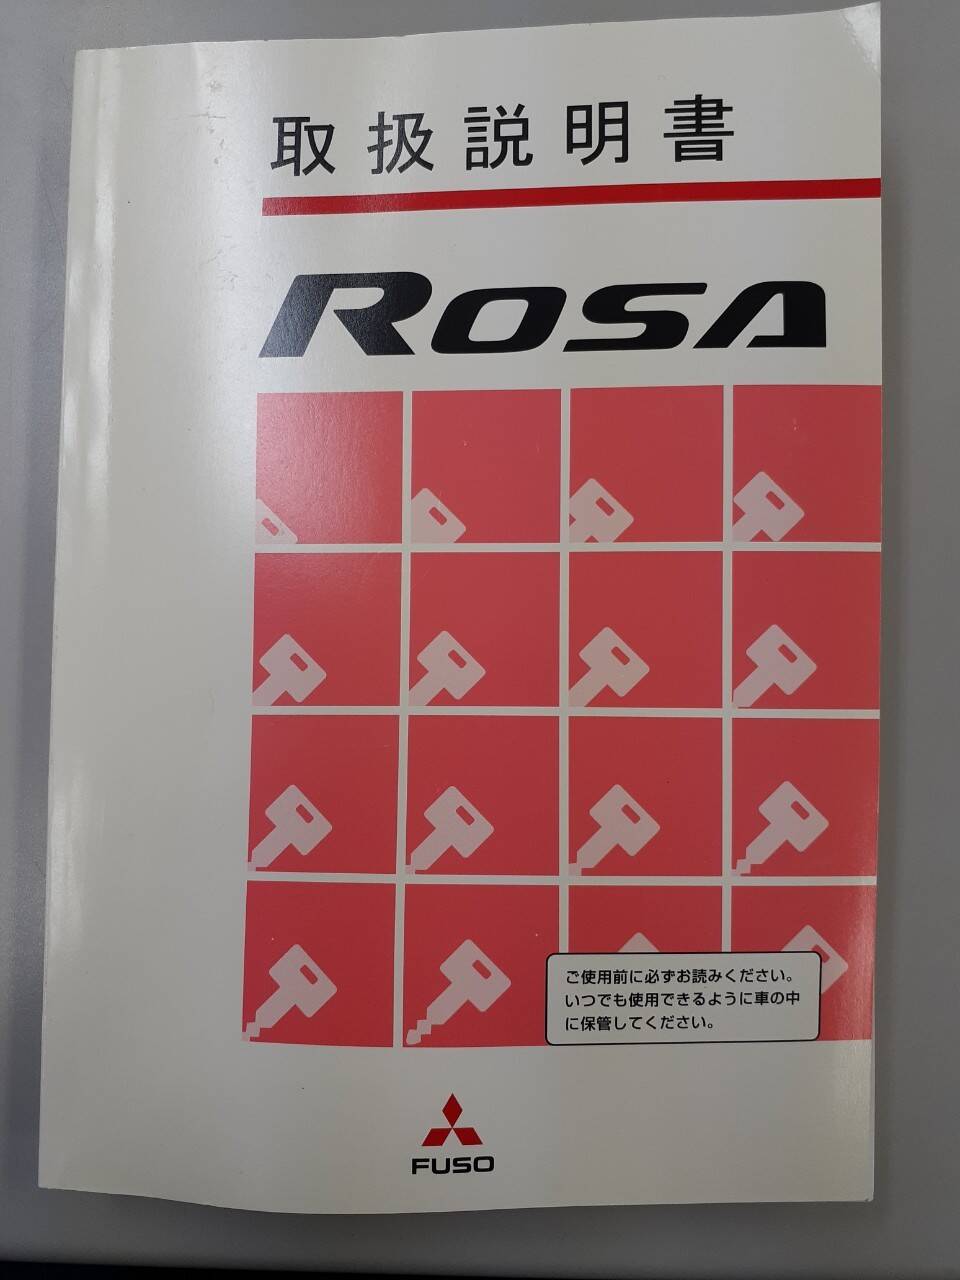 取扱説明書
ROSA
ご使用前に必ずお読みください。
いつでも使用できるように車の中
に保管してください。
FUSO